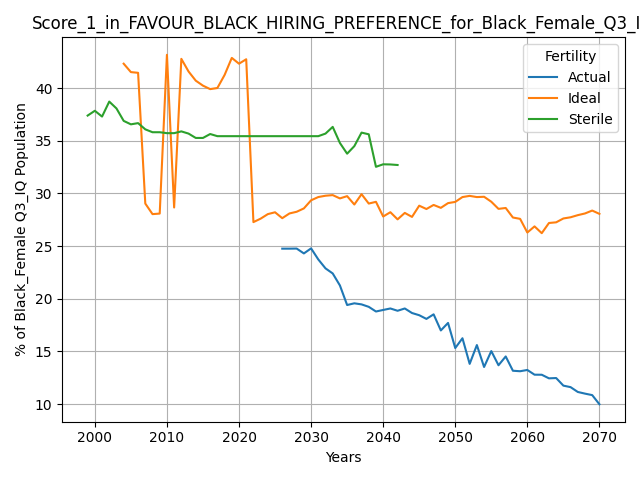 Score_1_in_FAVOUR_BLACK_HIRING_PREFERENCE_for_Black_Female_Q3_I
Fertility
Actual
Ideal
Sterile
% of Black_Female Q3_IQ Population
40
35
30
25
20
15
10
2000 2010 2020 2030 2040 2050 2060 2070
Years